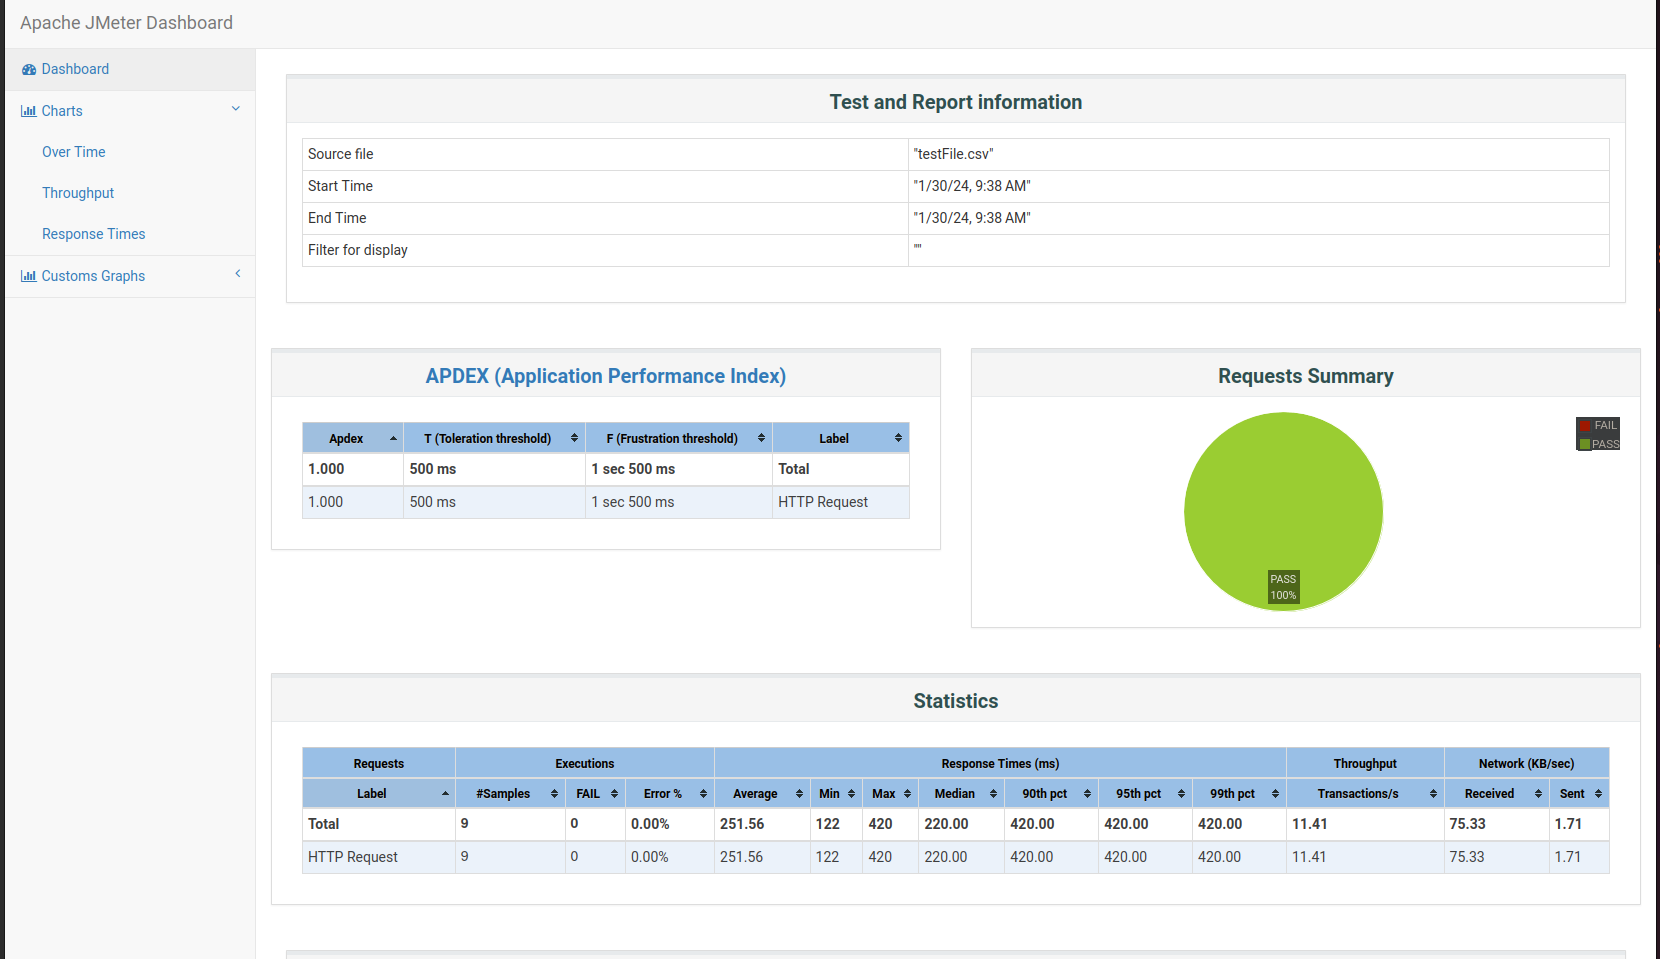 Apache JMeter Dashboard
Dashboard
Charts
Over Time
Throughput
Response Times
Customs Graphs
Test and Report information
Source file "testFile.csv"
Start Time "1/30/24, 9:38 AM"
End Time "1/30/24, 9:38 AM"
Filter for display ""
APDEX (Application Performance Index)
Apdex T (Toleration threshold) F (Frustration threshold) Label
1.000 500 ms 1 sec 500 ms Total
1.000 500 ms 1 sec 500 ms HTTP Request
Requests Summary
FAIL
PASS
PASS
100%
Statistics
Requests Executions Response Times (ms) Throughput Network (KB/sec)
Label #Samples FAIL Error % Average Min Max Median 90th pct 95th pct 99th pct Transactions/s Received Sent
Total 9 0 0.00% 251.56 122 420 220.00 420.00 420.00 420.00 11.41 75.33 1.71
HTTP Request 9 0 0.00% 251.56 122 420 220.00 420.00 420.00 420.00 11.41 75.33 1.71